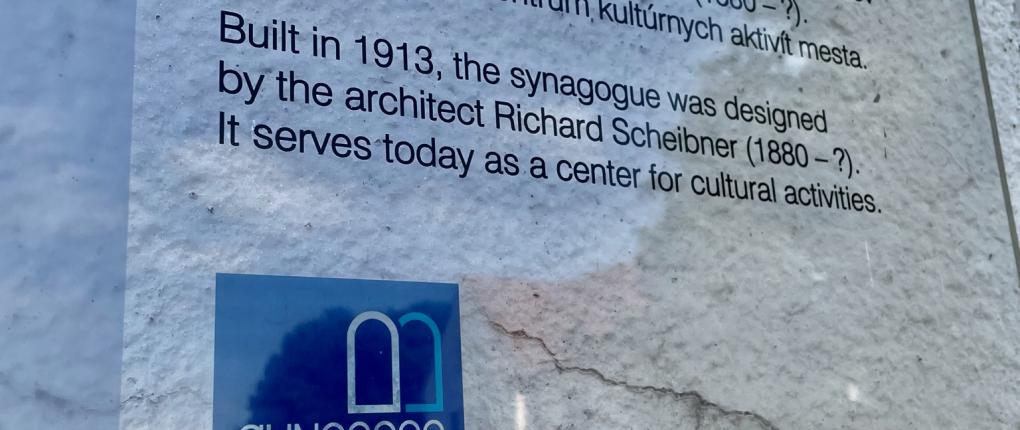 (1880 – ?).
kultúrnych aktivít mesta.
Built in 1913, the synagogue was designed
by the architect Richard Scheibner (1880 – ?).
It serves today as a center for cultural activities.